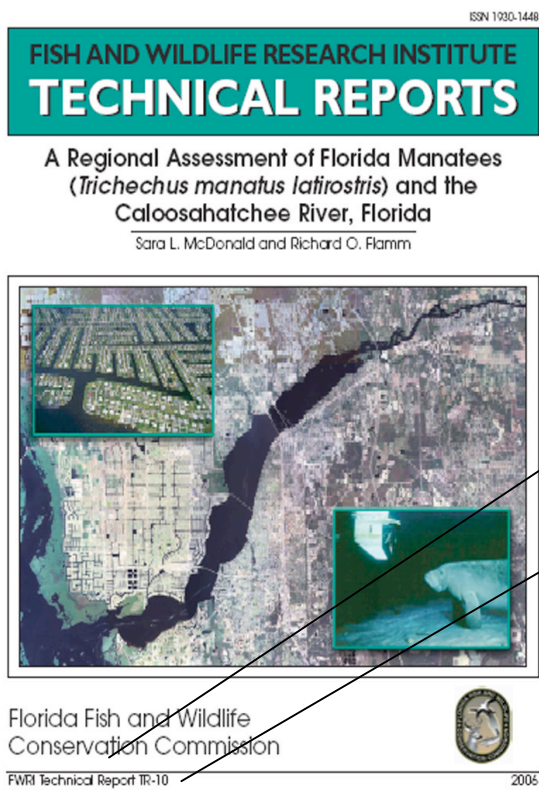 ISSN 1930-1448
FISH AND WILDLIFE RESEARCH INSTITUTE
TECHNICAL REPORTS
A Regional Assessment of Florida Manatees
(Trichechus manatus latirostris) and the
Caloosahatchee River, Florida
Sara L. McDonald and Richard O. Flamm
Florida Fish and Wildlife
Conservation Commission
FWRI Technical Report TR-10
2006